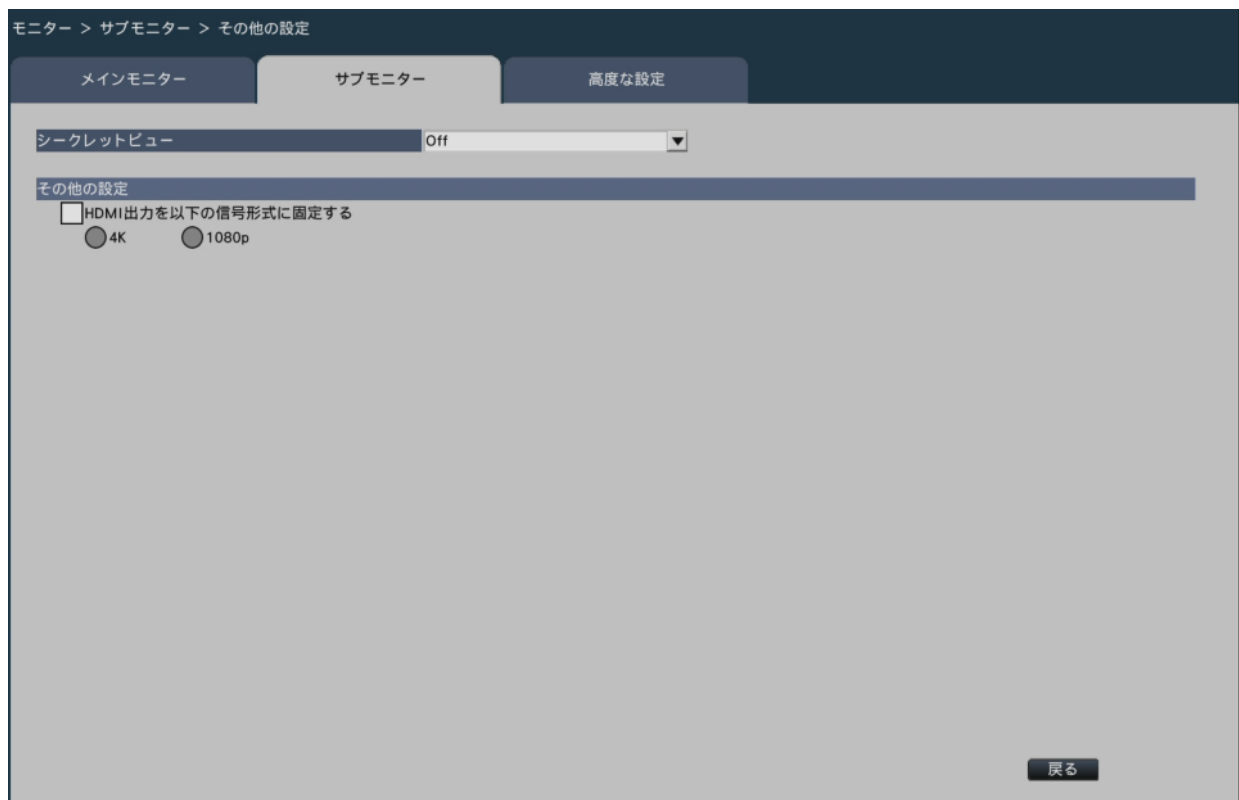 モニター > サブモニター > その他の設定
メインモニター サブモニター 高度な設定
シークレットビュー Off
その他の設定
HDMI出力を以下の信号形式に固定する
4K 1080p
戻る